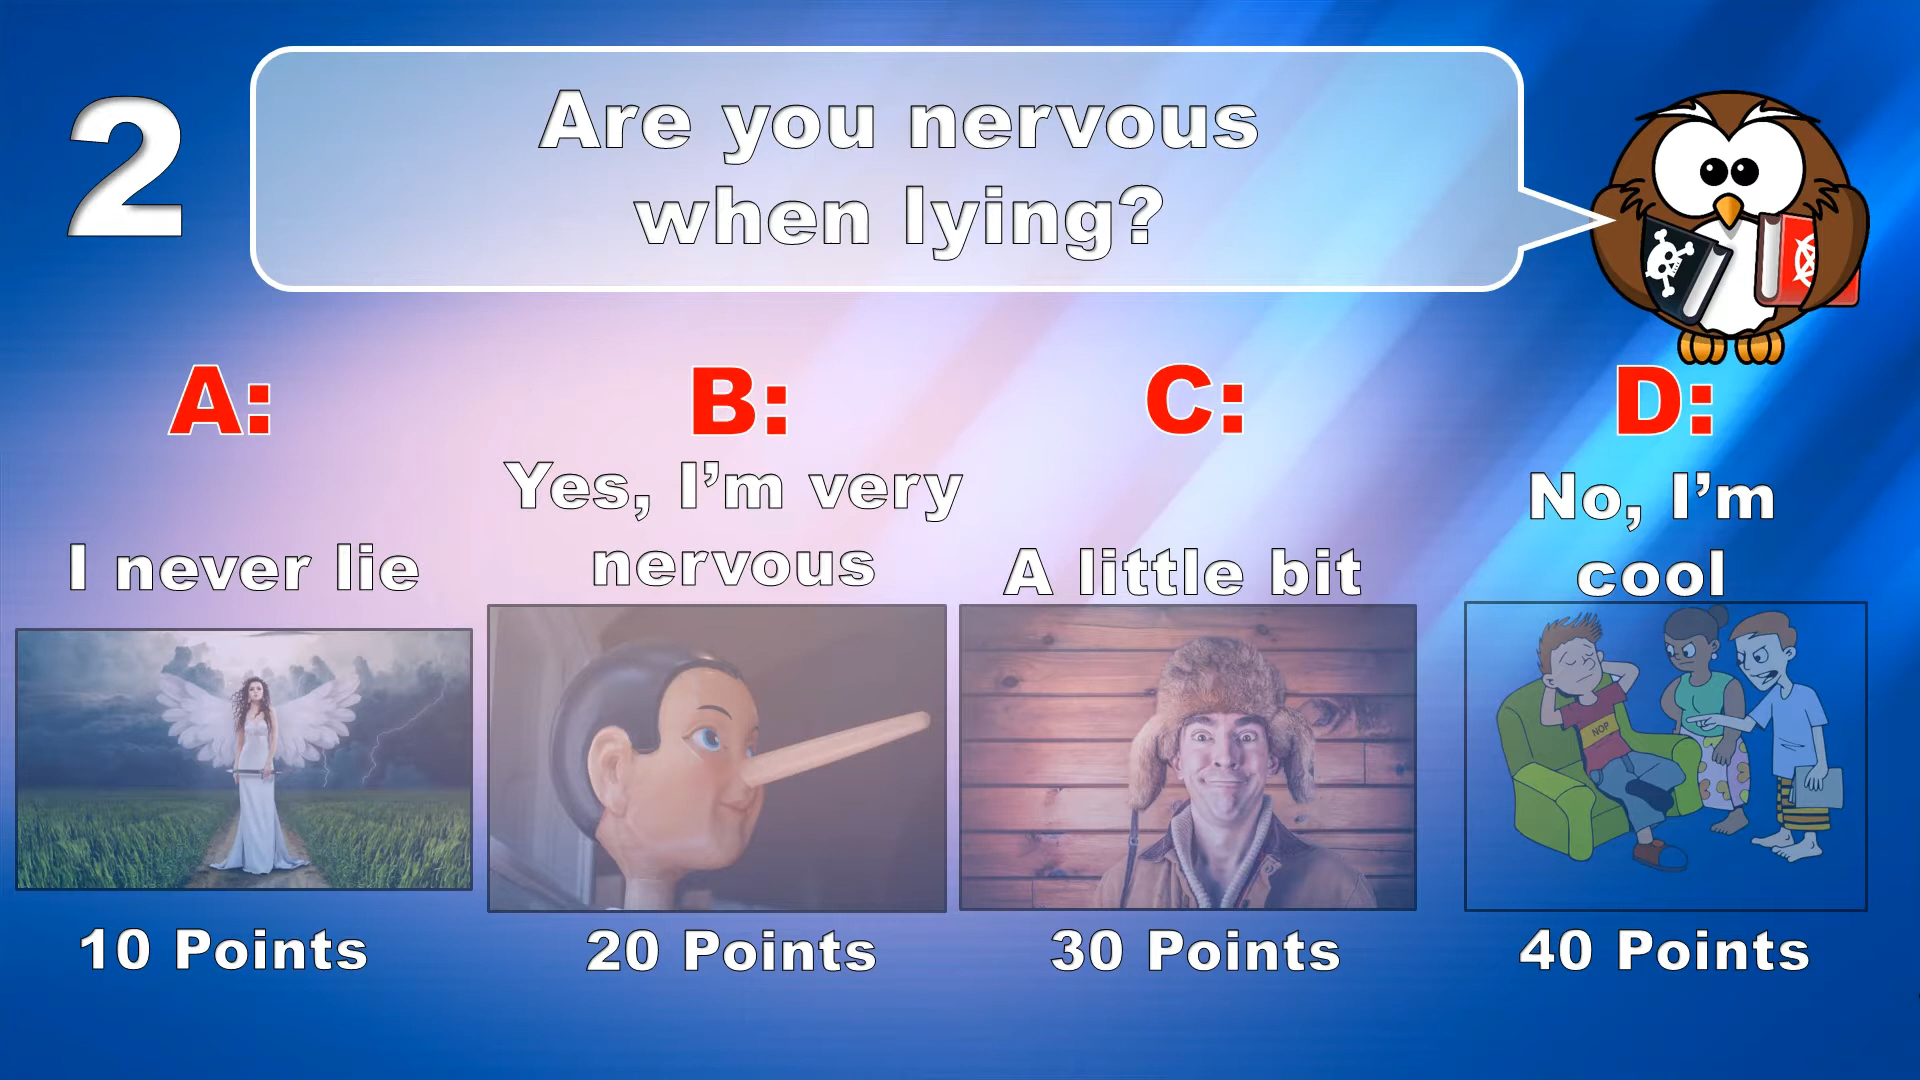 2
Are you nervous
when lying?
A:
I never lie
10 Points
B:
Yes, I’m very
nervous
20 Points
C:
A little bit
30 Points
D:
No, I’m
cool
NOP
40 Points